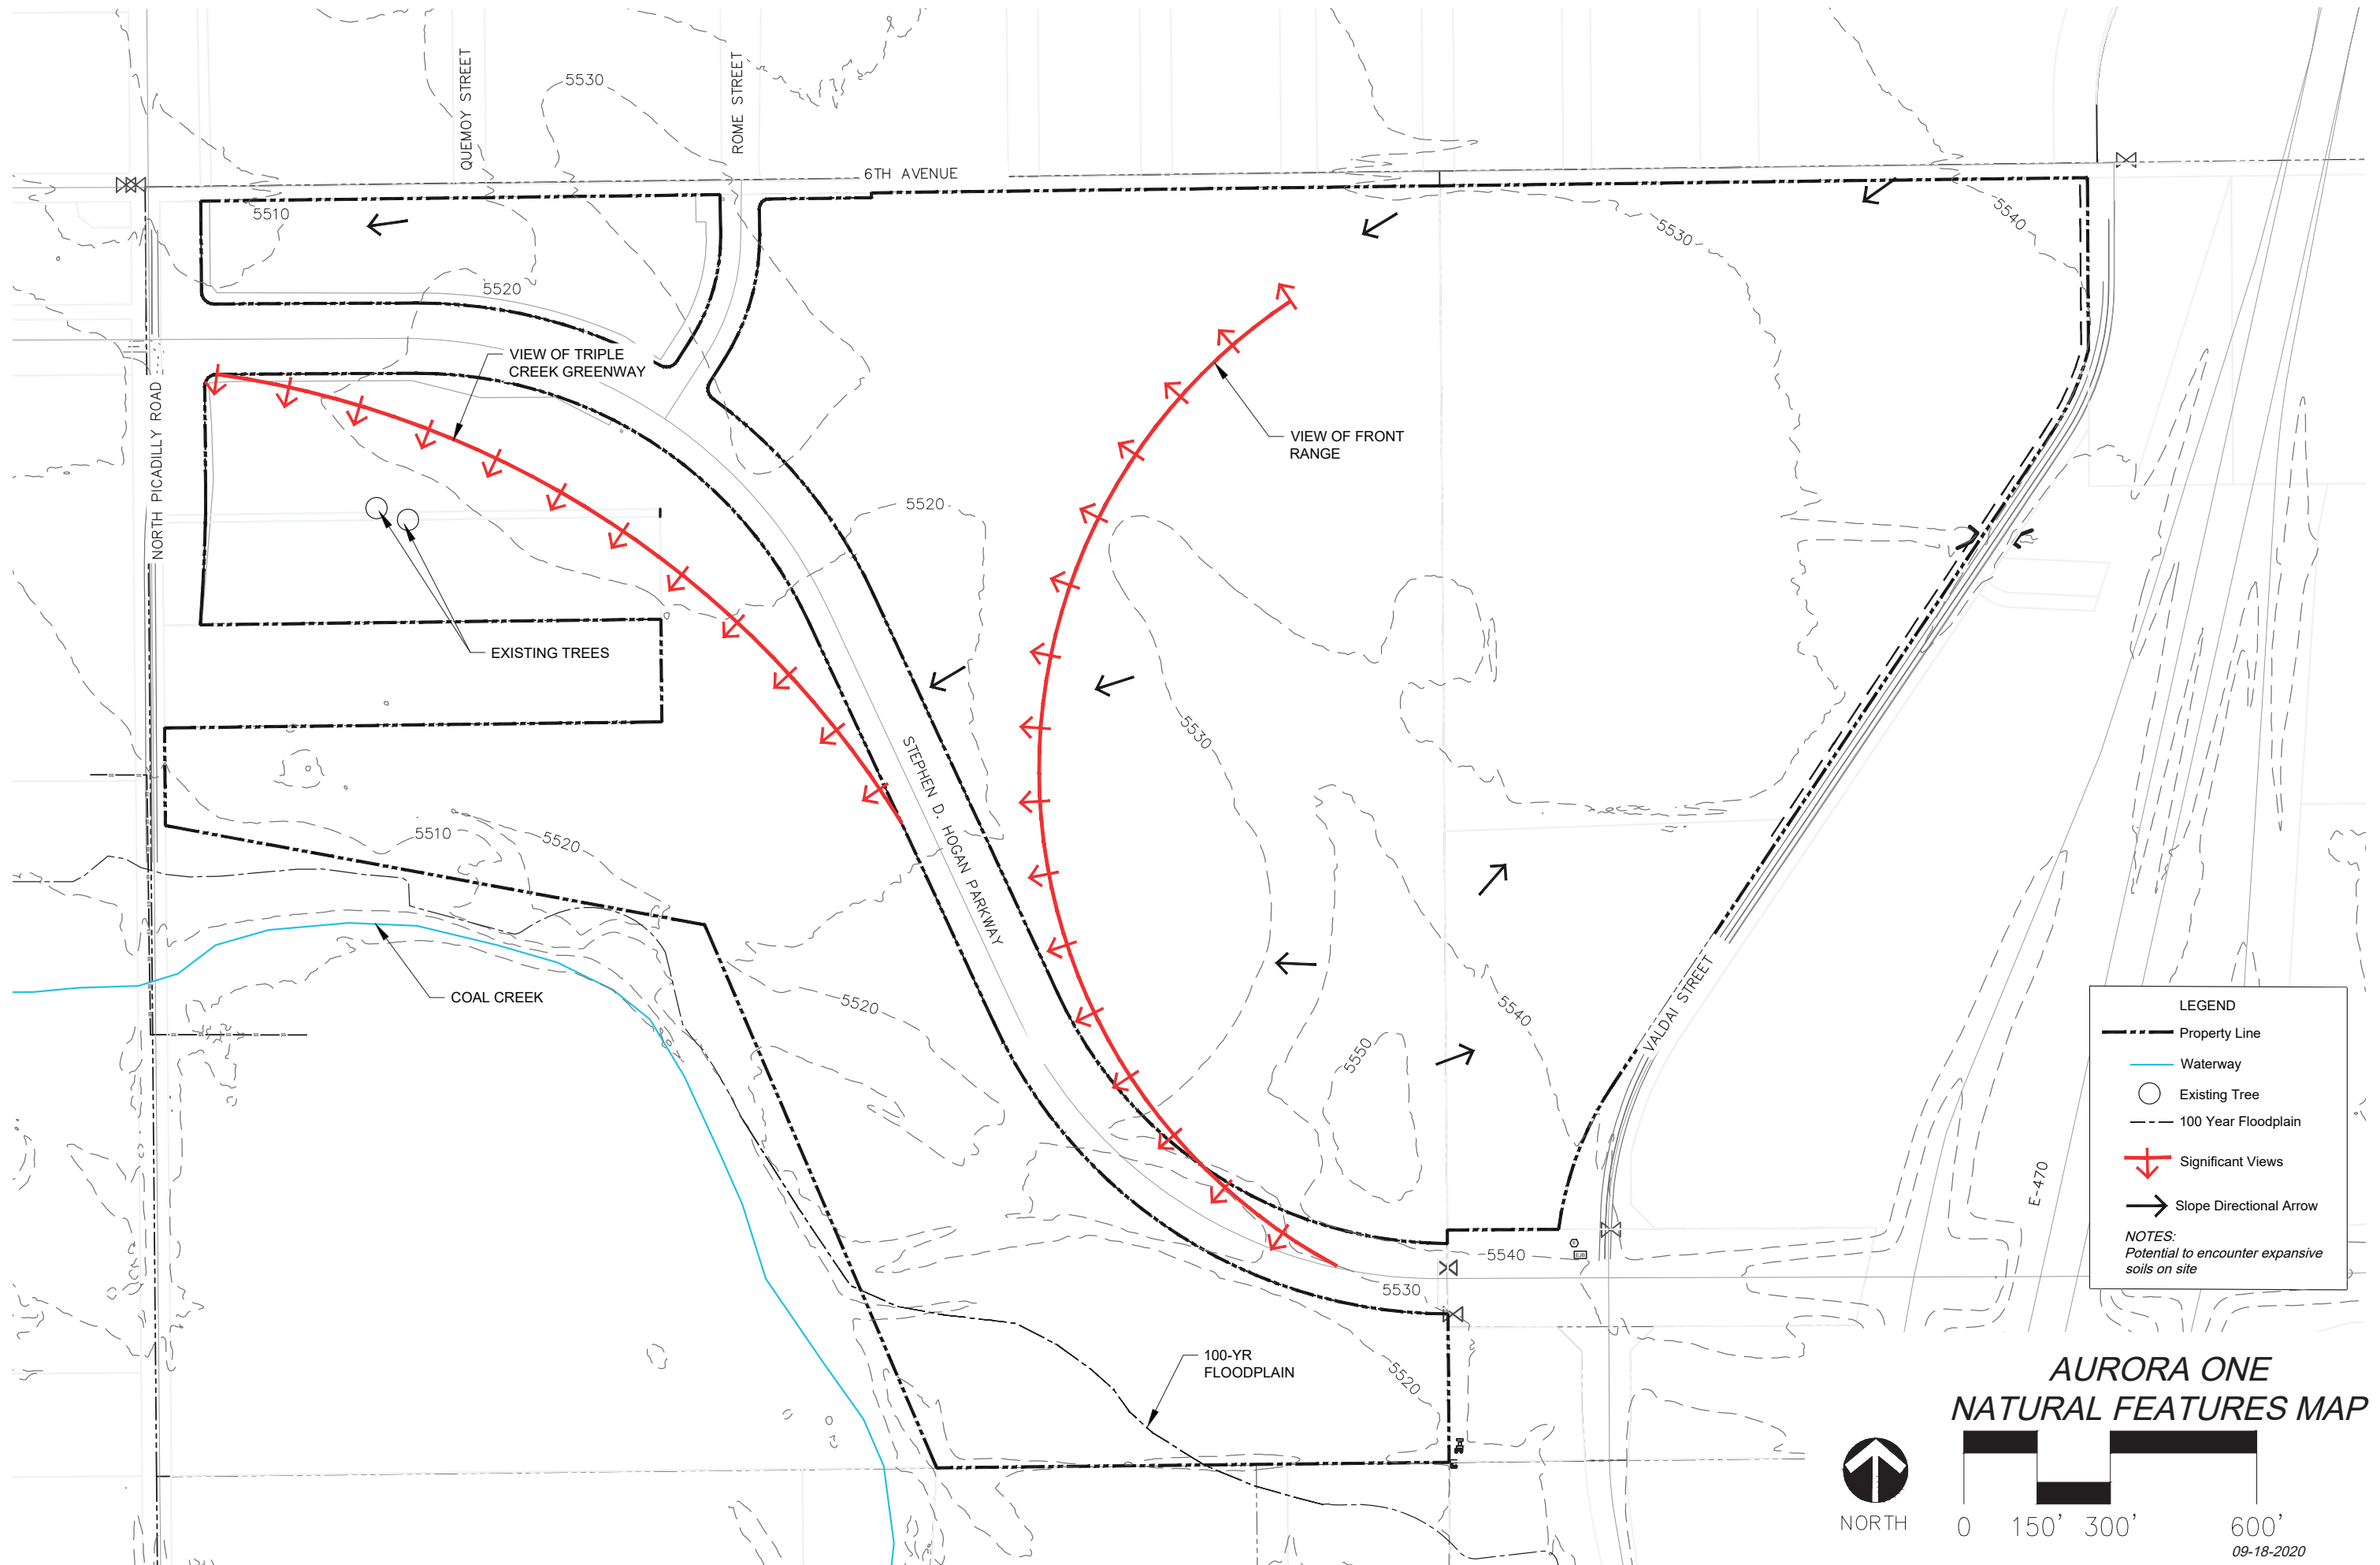 QUEMOY STREET
5530
ROME STREET
6TH AVENUE
5510
5520
5530
5540
NORTH PICADILLY ROAD
VIEW OF TRIPLE
CREEK GREENWAY
VIEW OF FRONT
RANGE
5520
EXISTING TREES
5530
STEPHEN D. HOGAN PARKWAY
5510
5520
COAL CREEK
5520
5540
5550
VALDAI STREET
5540
5530
5520
100-YR
FLOODPLAIN
E-470
LEGEND
Property Line
Waterway
Existing Tree
100 Year Floodplain
Significant Views
Slope Directional Arrow
NOTES:
Potential to encounter expansive
soils on site
AURORA ONE
NATURAL FEATURES MAP
NORTH
0 150' 300' 600'
09-18-2020